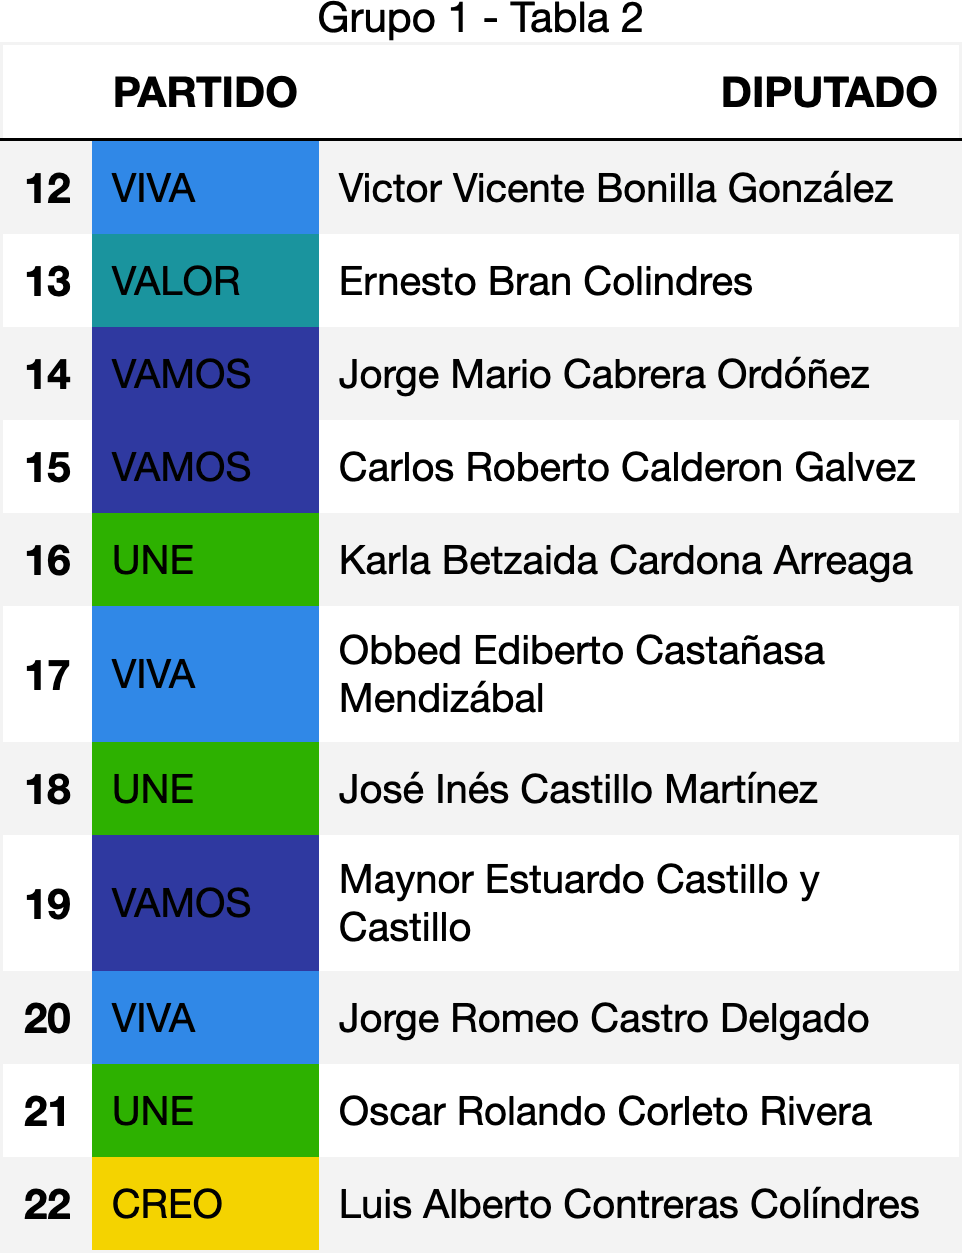 Grupo 1 - Tabla 2
PARTIDO DIPUTADO
12 VIVA Victor Vicente Bonilla González
13 VALOR Ernesto Bran Colindres
14 VAMOS Jorge Mario Cabrera Ordóñez
15 VAMOS Carlos Roberto Calderon Galvez
16 UNE Karla Betzaida Cardona Arreaga
17 VIVA Obbed Ediberto Castañasa
Mendizábal
18 UNE José Inés Castillo Martínez
19 VAMOS Maynor Estuardo Castillo y
Castillo
20 VIVA Jorge Romeo Castro Delgado
21 UNE Oscar Rolando Corleto Rivera
22 CREO Luis Alberto Contreras Colíndres